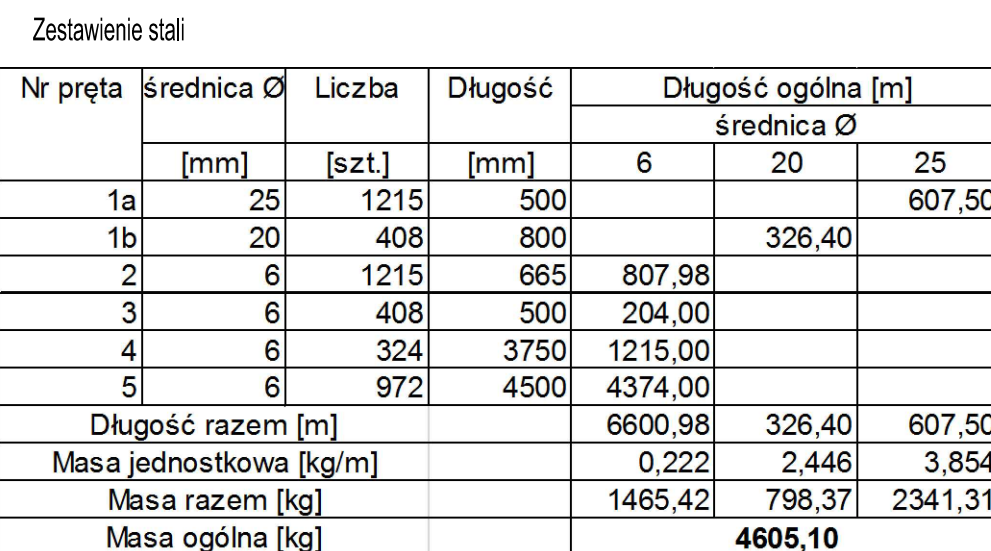 Zestawienie stali
Nr pręta średnica Ø Liczba Długość Długość ogólna [m]
średnica Ø
[mm] [szt.] [mm] 6 20 25
1a 25 1215 500 607,50
1b 20 408 800 326,40
2 6 1215 665 807,98
3 6 408 500 204,00
4 6 324 3750 1215,00
5 6 972 4500 4374,00
Długość razem [m] 6600,98 326,40 607,50
Masa jednostkowa [kg/m] 0,222 2,446 3,854
Masa razem [kg] 1465,42 798,37 2341,31
Masa ogólna [kg] 4605,10